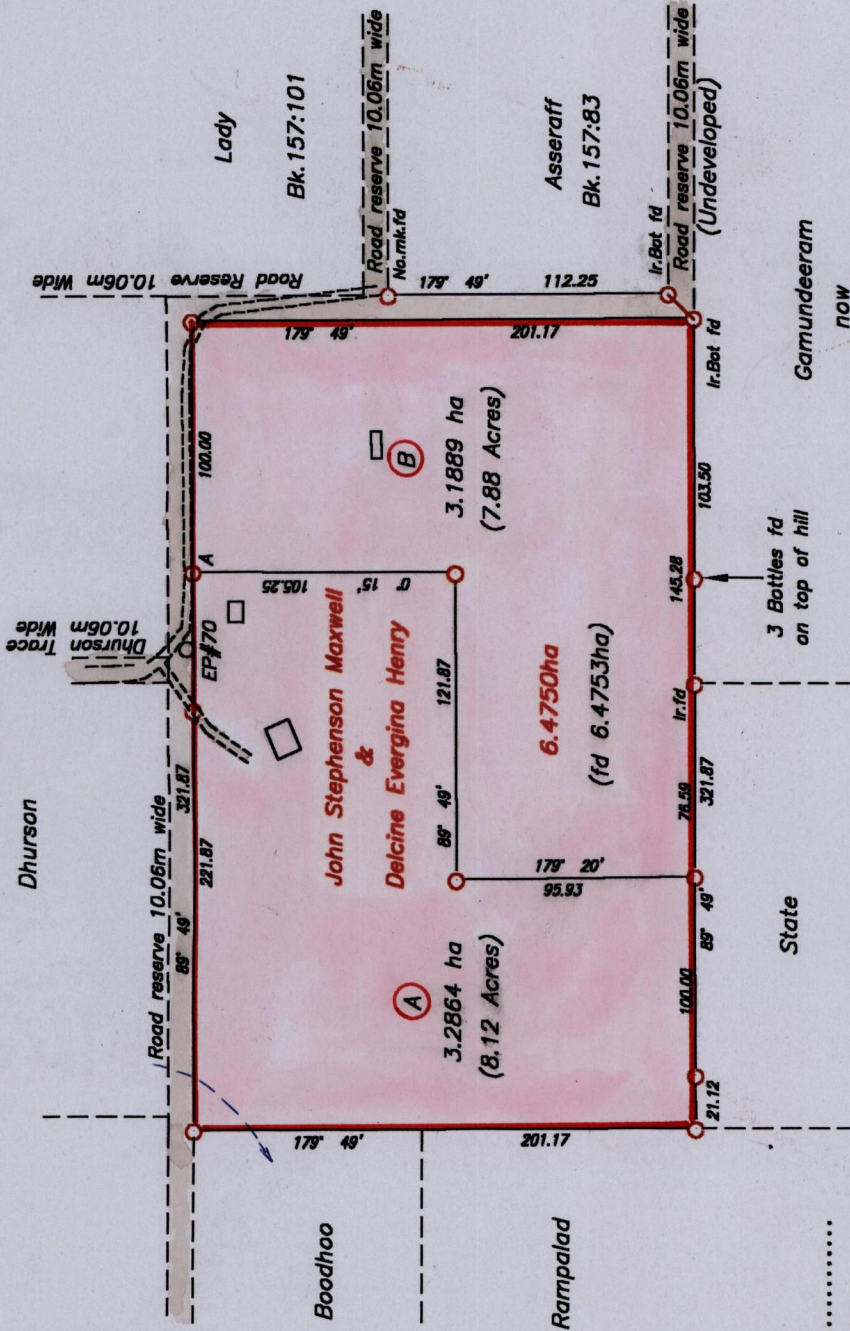 Dhurson
Dhurson Trace
10.06m Wide
Road Reserve 10.06m Wide
Lady
Bk.157:101
Road reserve 10.06m wide
No.mk.fd
Road reserve 10.06m wide
89° 49'
321.87
221.87
EP#70
A
100.00
179° 49'
201.17
179° 49'
112.25
Asseraff
Bk.157:83
Ir.Bot fd
Road reserve 10.06m wide
(Undeveloped)
Boodhoo
179° 49'
201.17
Rampalad
John Stephenson Maxwell
&
Delcine Evergina Henry
0° 15'
105.25
B
3.1889 ha
(7.88 Acres)
89° 49'
121.87
A
3.2864 ha
(8.12 Acres)
179° 20'
95.93
6.4750ha
(fd 6.4753ha)
21.12
100.00
89° 49'
76.59
321.87
Ir.fd
145.28
103.50
Ir.Bot fd
State
3 Bottles fd
on top of hill
Gamundeeram
now
..........